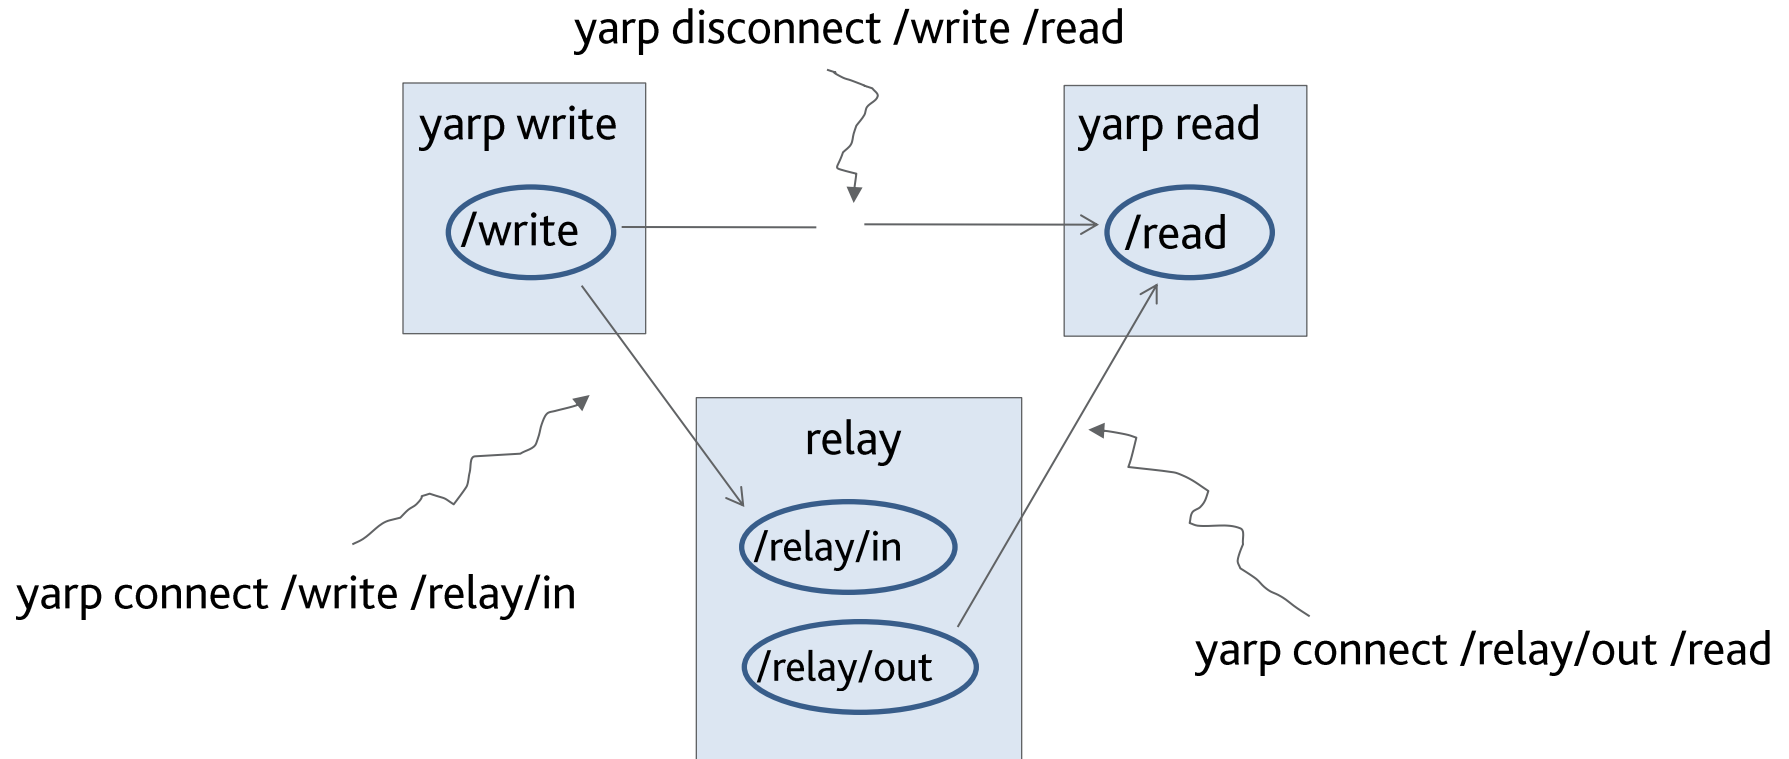 yarp disconnect /write /read
yarp write
yarp read
/write
/read
relay
/relay/in
yarp connect /write /relay/in
/relay/out
yarp connect /relay/out /read